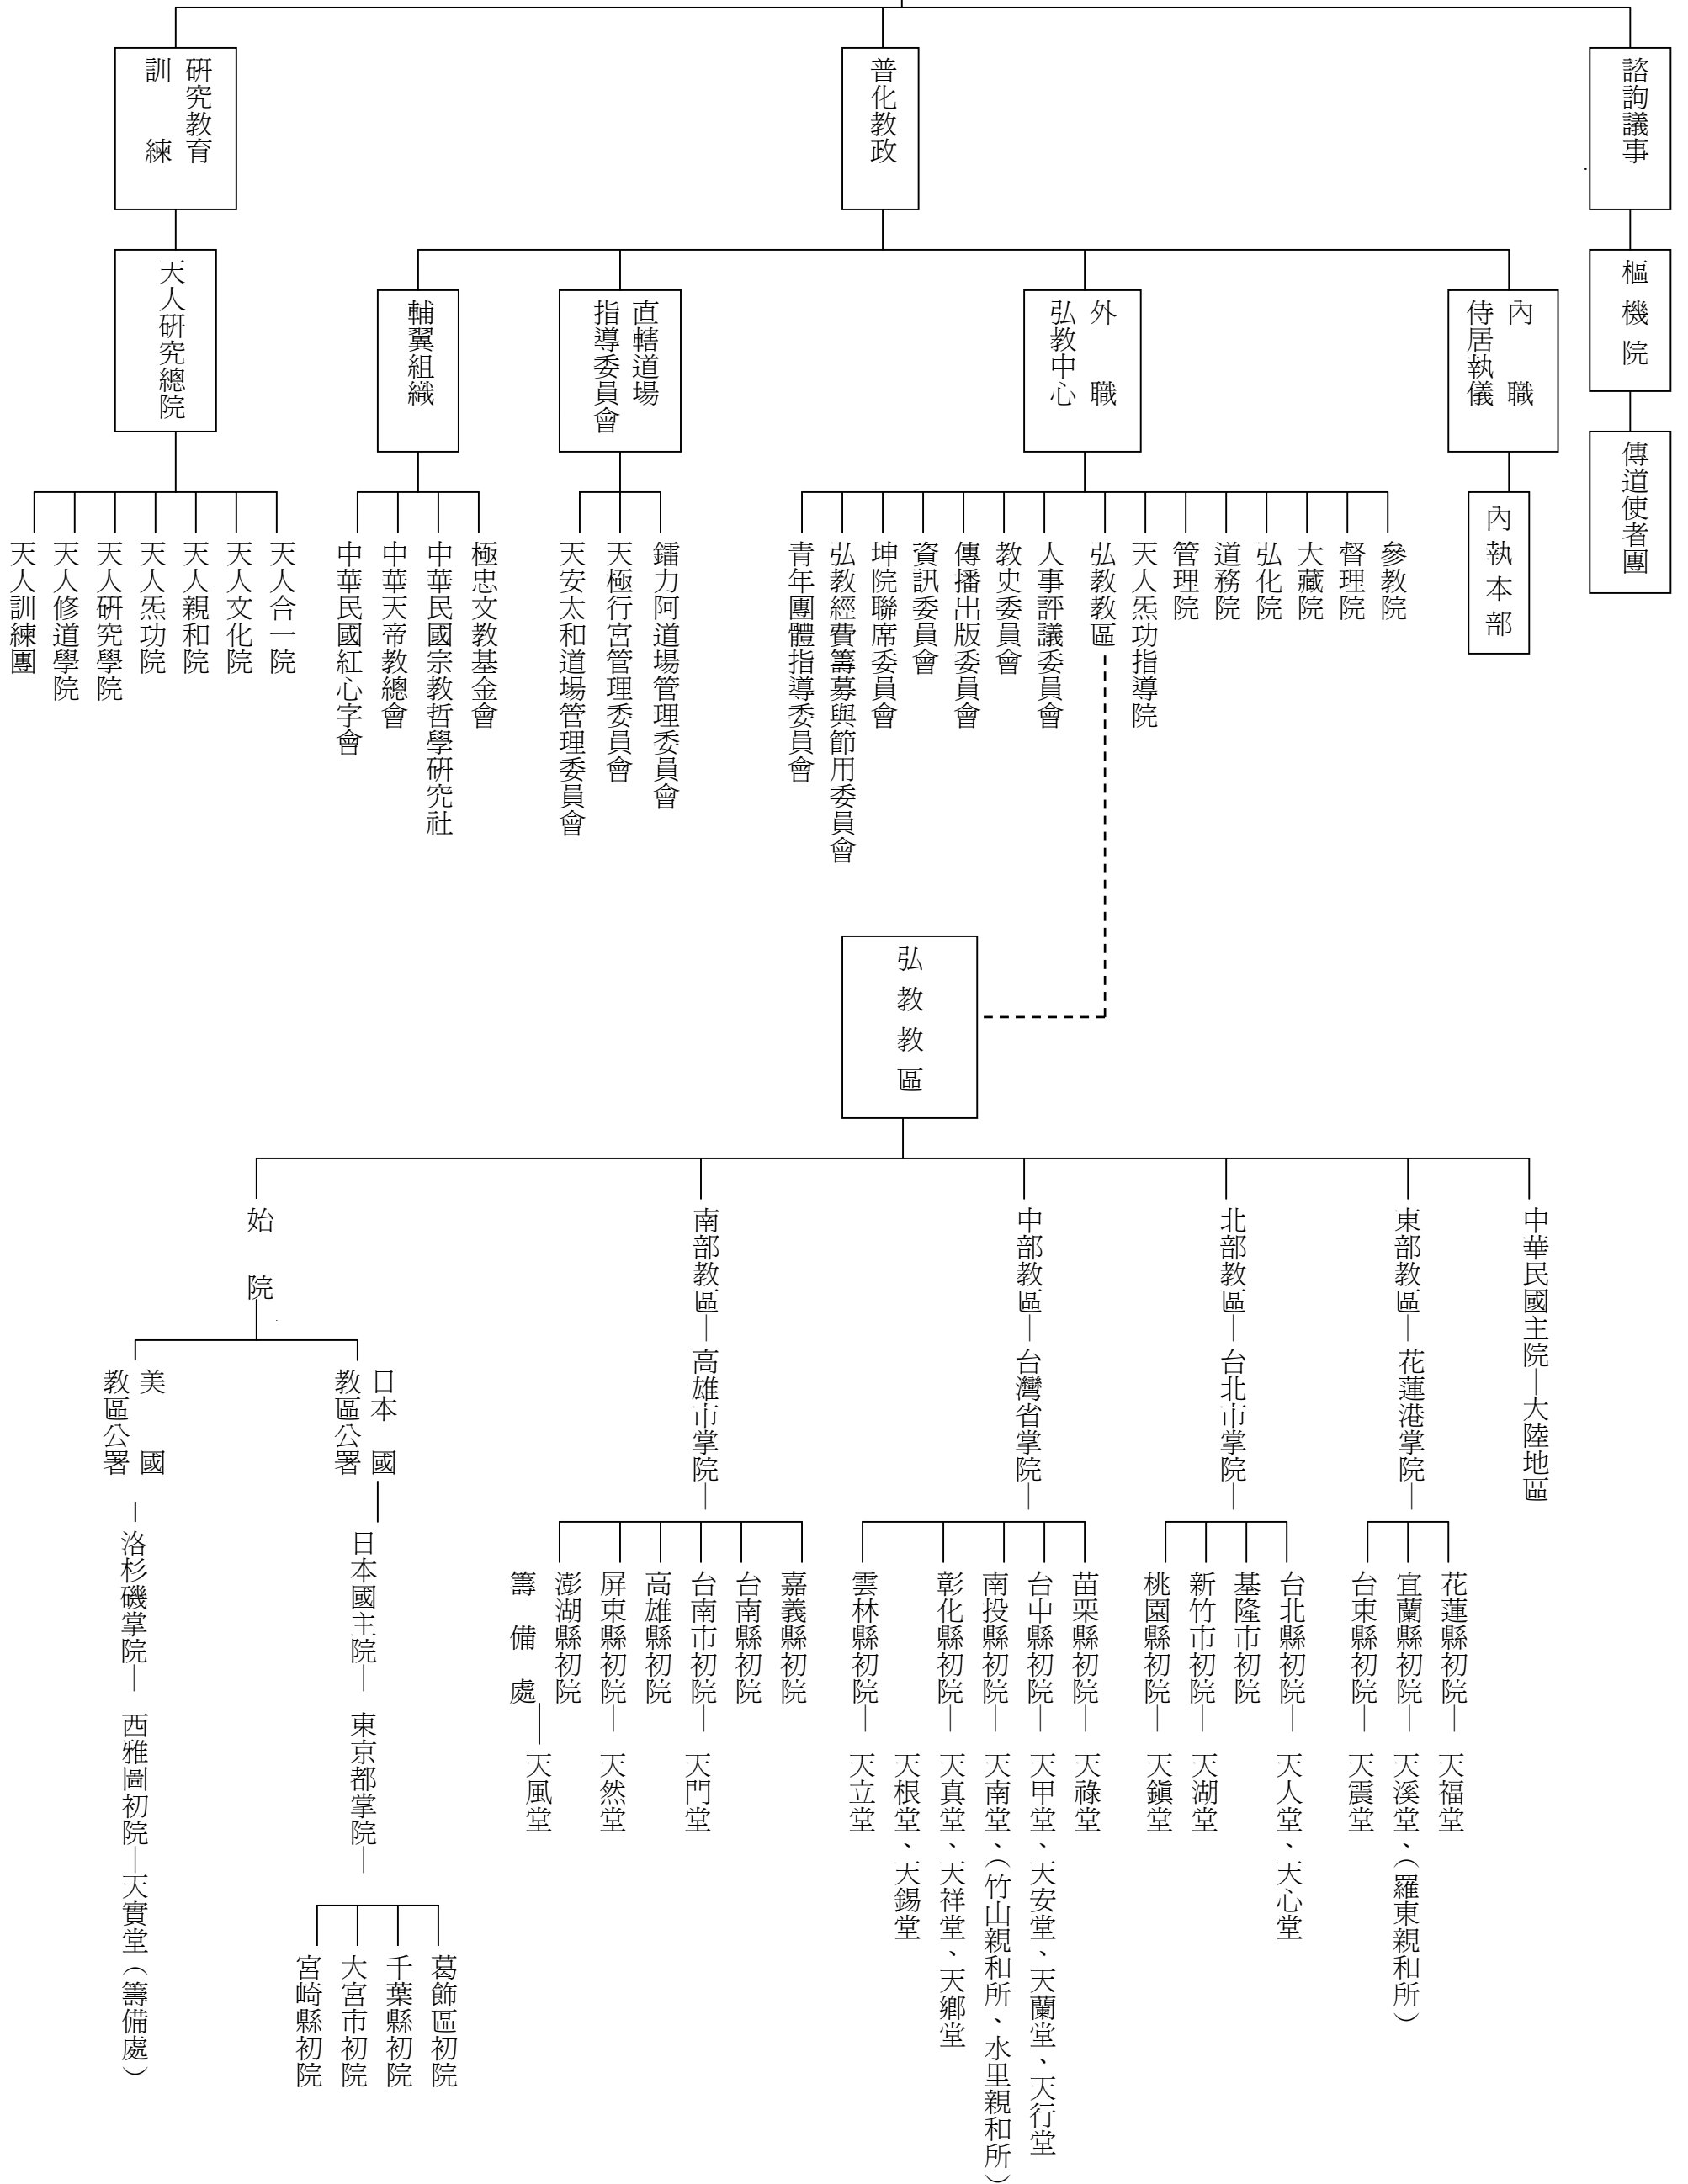 諮詢議事
樞機院
傳道使者團
普化教政
內職
侍居執儀
內執本部
外職
弘教中心
參教院
督理院
大藏院
弘化院
道務院
管理院
天人炁功指導院
弘教教區
人事評議委員會
教史委員會
傳播出版委員會
資訊委員會
坤院聯席委員會
弘教經費籌募與節用委員會
青年團體指導委員會
直轄道場
指導委員會
鐳力阿道場管理委員會
天極行宮管理委員會
天安太和道場管理委員會
輔翼組織
極忠文教基金會
中華民國宗教哲學研究社
中華天帝教總會
中華民國紅心字會
研究教育
訓練
天人研究總院
天人合一院
天人文化院
天人親和院
天人炁功院
天人研究學院
天人修道學院
天人訓練團
弘教教區
中華民國主院—大陸地區
東部教區—花蓮港掌院—
花蓮縣初院—天福堂
宜蘭縣初院—天溪堂、（羅東親和所）
台東縣初院—天震堂
北部教區—台北市掌院—
台北縣初院—天人堂、天心堂
基隆市初院
新竹市初院—天湖堂
桃園縣初院—天鎭堂
中部教區—台灣省掌院—
苗栗縣初院—天祿堂
台中縣初院—天甲堂、天安堂、天蘭堂、天行堂
南投縣初院—天南堂、（竹山親和所、水里親和所）
彰化縣初院—天真堂、天祥堂、天鄉堂
天根堂、天錫堂
雲林縣初院—天立堂
南部教區—高雄市掌院—
嘉義縣初院
台南縣初院
台南市初院—天門堂
高雄縣初院
屏東縣初院—天然堂
澎湖縣初院
籌備處
天風堂
始院
日本國
教區公署
日本國主院—東京都掌院—
葛飾區初院
千葉縣初院
大宮市初院
宮崎縣初院
美國
教區公署
洛杉磯掌院—西雅圖初院—天實堂（籌備處）